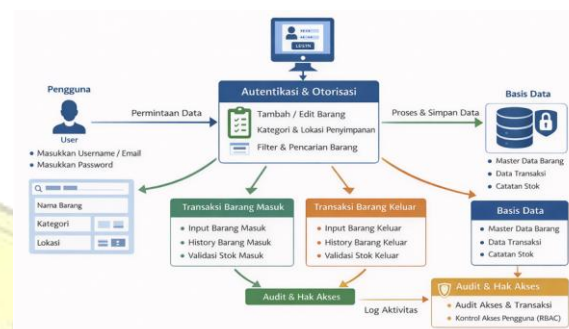 LOGIN
Pengguna
User
• Masukkan Username / Email
• Masukkan Password
Permintaan Data
Autentikasi & Otorisasi
Tambah / Edit Barang
Kategori & Lokasi Penyimpanan
Filter & Pencarian Barang
Proses & Simpan Data
Basis Data
• Master Data Barang
• Data Transaksi
• Catatan Stok
Nama Barang
Kategori
Lokasi
Transaksi Barang Masuk
• Input Barang Masuk
• History Barang Masuk
• Validasi Stok Masuk
Transaksi Barang Keluar
• Input Barang Keluar
• History Barang Keluar
• Validasi Stok Keluar
Basis Data
• Master Data Barang
• Data Transaksi
• Catatan Stok
Audit & Hak Akses
Log Aktivitas
Audit & Hak Akses
• Audit Akses & Transaksi
• Kontrol Akses Pengguna (RBAC)